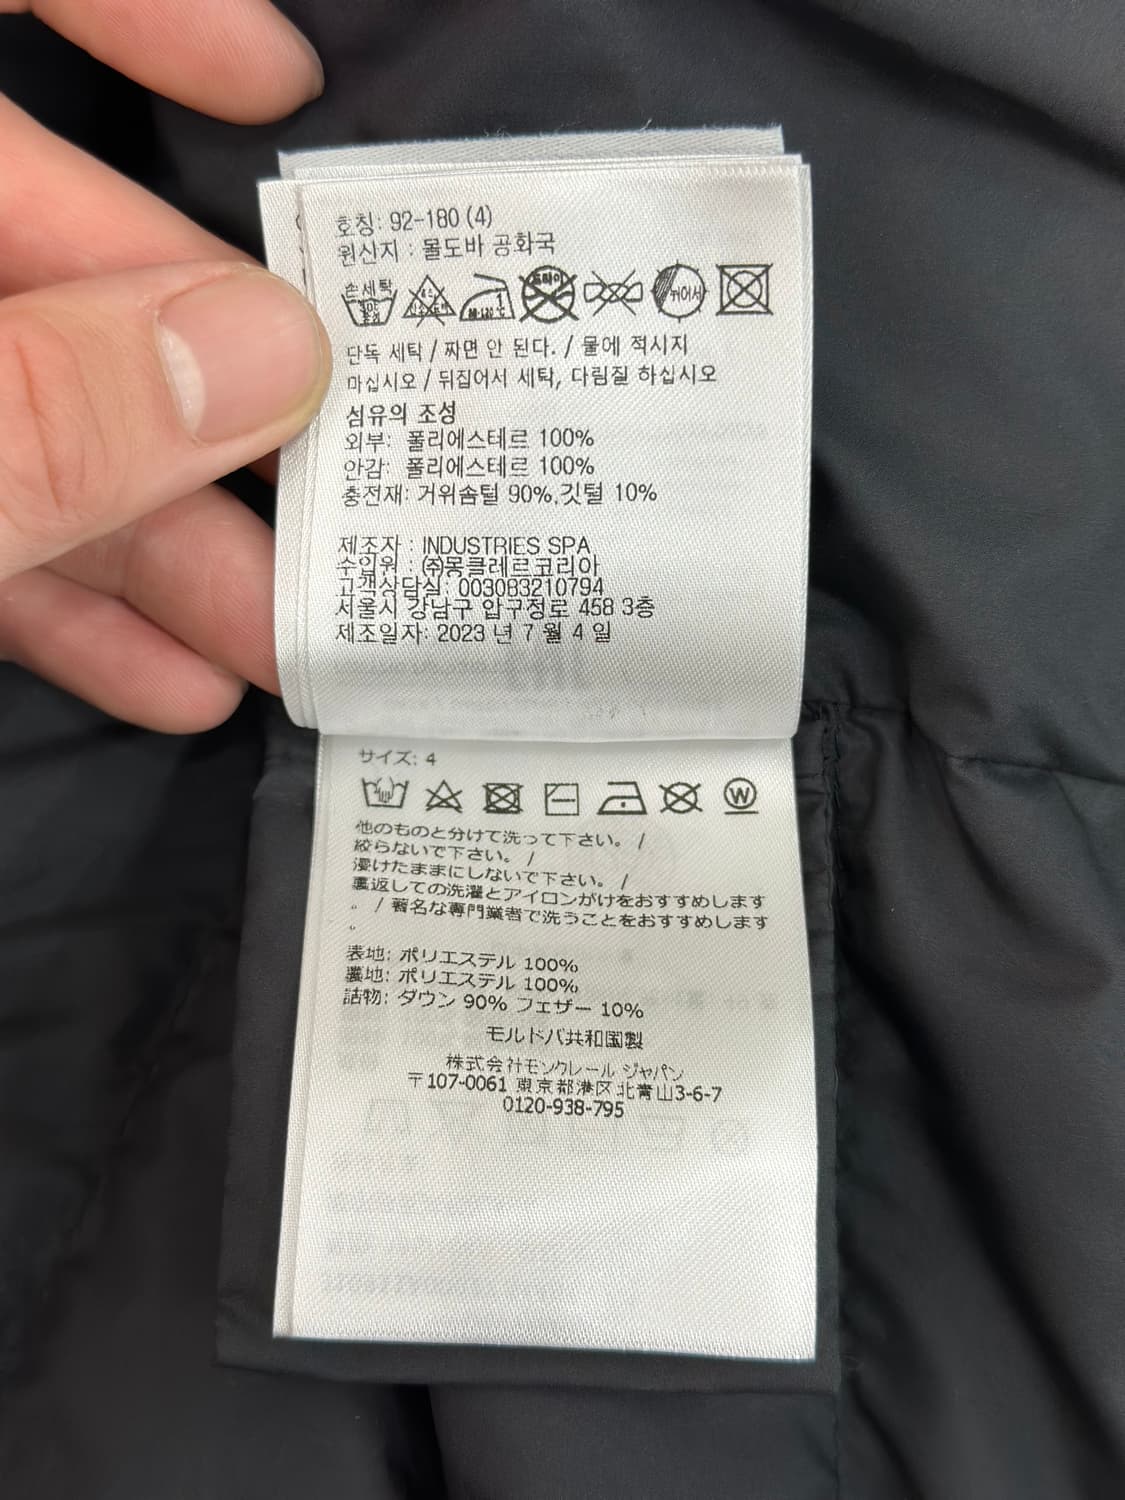 호칭: 92-180 (4)
원산지 : 몰도바 공화국
손세탁
드라이
뉘어서
80-120℃
단독 세탁 / 짜면 안 된다. / 물에 적시지
마십시오 / 뒤집어서 세탁, 다림질 하십시오
섬유의 조성
외부: 폴리에스테르 100%
안감: 폴리에스테르 100%
충전재: 거위솜털 90%,깃털 10%
제조자 : INDUSTRIES SPA
수입원 : ㈜몽클레르코리아
고객상담실: 003083210794
서울시 강남구 압구정로 458 3층
제조일자: 2023 년 7 월 4 일
サイズ: 4
W
他のものと分けて洗って下さい。 /
絞らないで下さい。 /
浸けたままにしないで下さい。 /
裏返しての洗濯とアイロンがけをおすすめします
。 / 著名な専門業者で洗うことをおすすめします
。
表地: ポリエステル 100%
裏地: ポリエステル 100%
詰物: ダウン 90% フェザー 10%
モルドバ共和国製
株式会社モンクレール ジャパン
〒107-0061 東京都港区北青山3-6-7
0120-938-795